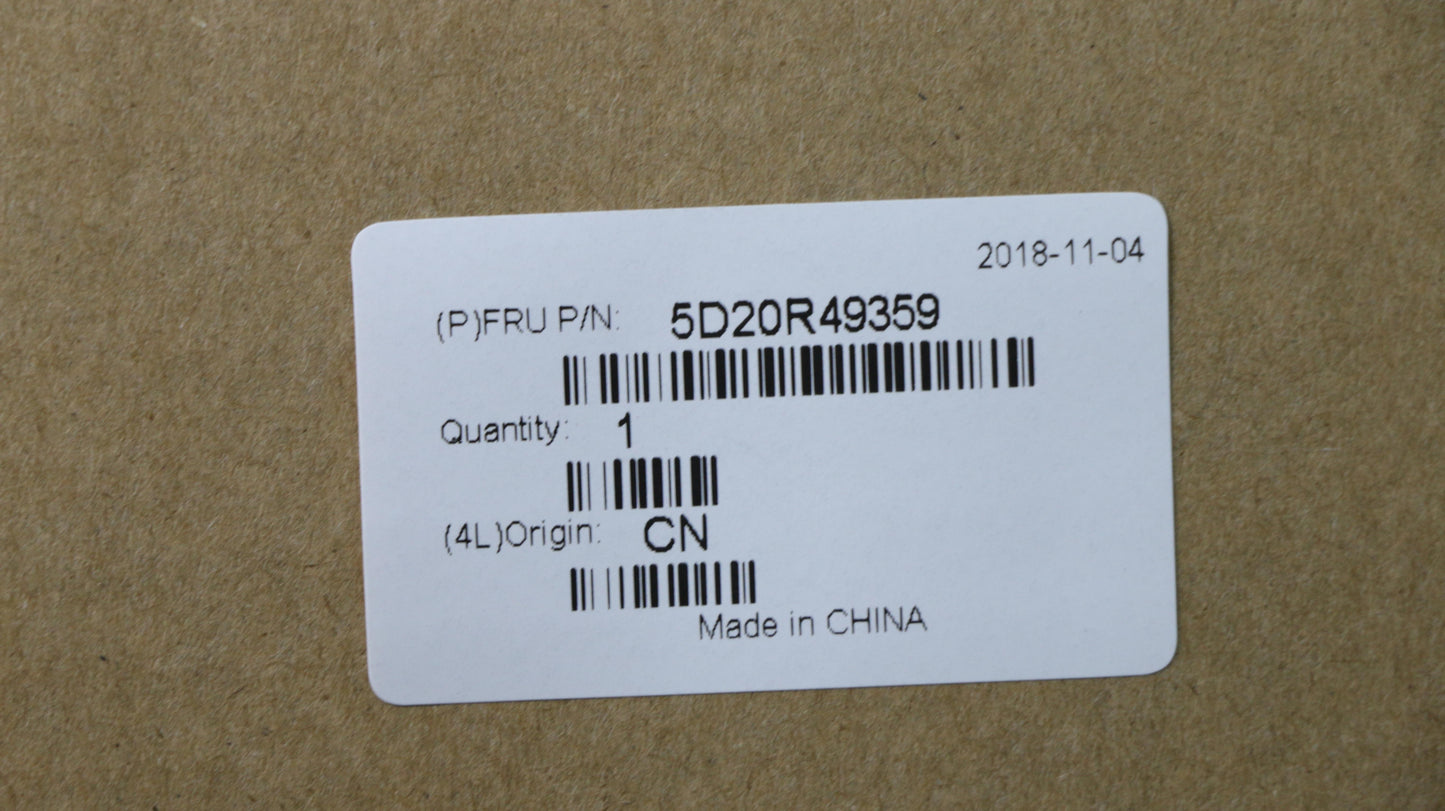 2018-11-04
(P)FRU P/N: 5D20R49359
Quantity: 1
(4L)Origin: CN
Made in CHINA